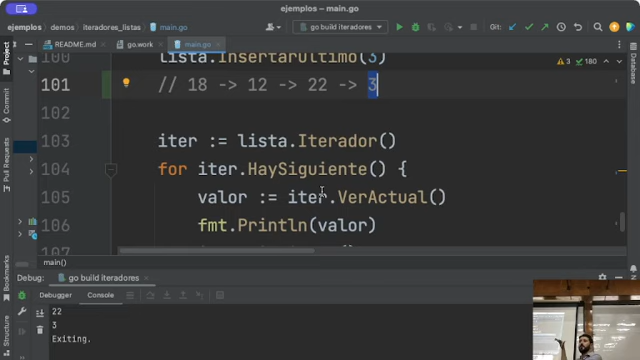 ejemplos – main.go
ejemplos demos iteradores_listas main.go
go build iteradores
Git:
README.md go.work main.go
Project
Commit
Pull Requests
Bookmarks
Structure
Database
3 180
100 lista.InsertarUltimo(3)
101 // 18 -> 12 -> 22 -> 3
102
103 iter := lista.Iterador()
104 for iter.HaySiguiente() {
105 valor := iter.VerActual()
106 fmt.Println(valor)
107
main()
Debug: go build iteradores
Debugger Console
22
3
Exiting.